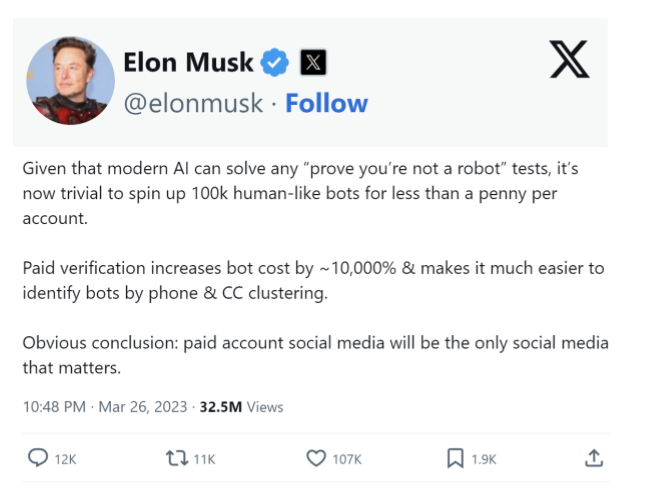 Elon Musk
X
@elonmusk · Follow
Given that modern AI can solve any “prove you’re not a robot” tests, it’s
now trivial to spin up 100k human-like bots for less than a penny per
account.
Paid verification increases bot cost by ~10,000% & makes it much easier to
identify bots by phone & CC clustering.
Obvious conclusion: paid account social media will be the only social media
that matters.
10:48 PM · Mar 26, 2023 · 32.5M Views
12K 11K 107K 1.9K